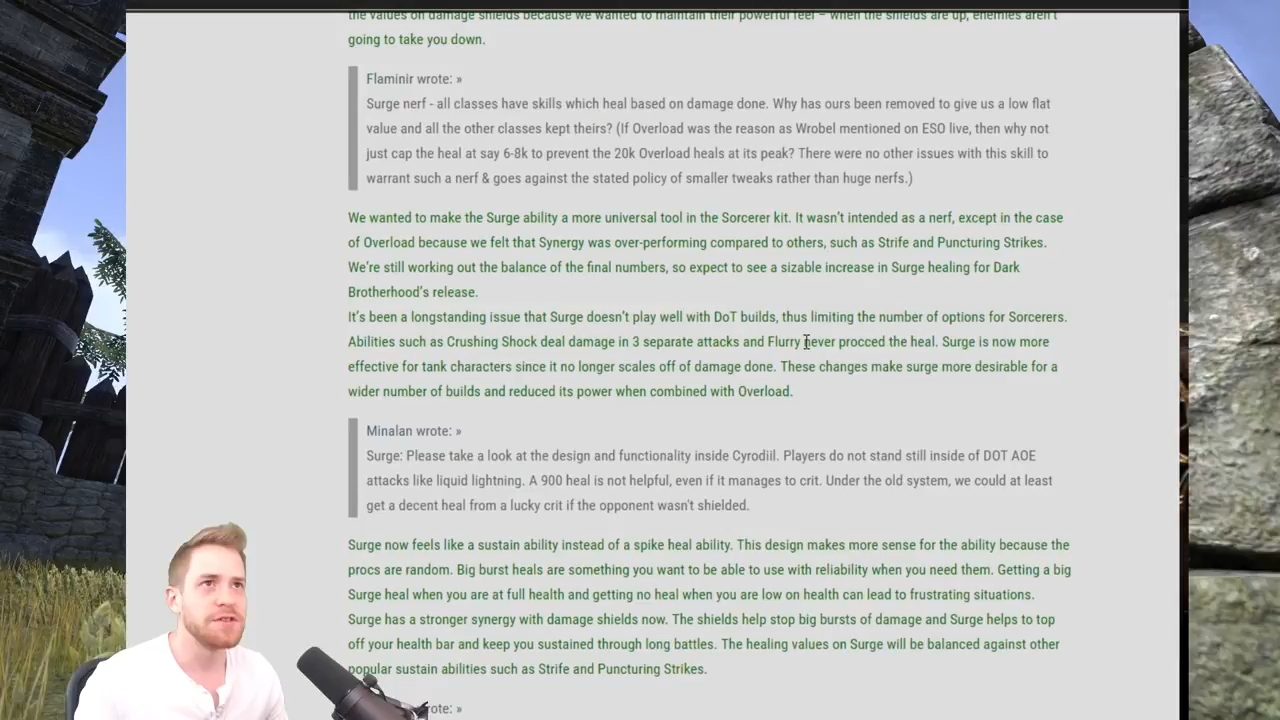 the values on damage shields because we wanted to maintain their powerful feel – when the shields are up, enemies aren't
going to take you down.
Flaminir wrote: »
Surge nerf - all classes have skills which heal based on damage done. Why has ours been removed to give us a low flat
value and all the other classes kept theirs? (If Overload was the reason as Wrobel mentioned on ESO live, then why not
just cap the heal at say 6-8k to prevent the 20k Overload heals at its peak? There were no other issues with this skill to
warrant such a nerf & goes against the stated policy of smaller tweaks rather than huge nerfs.)
We wanted to make the Surge ability a more universal tool in the Sorcerer kit. It wasn't intended as a nerf, except in the case
of Overload because we felt that Synergy was over-performing compared to others, such as Strife and Puncturing Strikes.
We're still working out the balance of the final numbers, so expect to see a sizable increase in Surge healing for Dark
Brotherhood's release.
It's been a longstanding issue that Surge doesn't play well with DoT builds, thus limiting the number of options for Sorcerers.
Abilities such as Crushing Shock deal damage in 3 separate attacks and Flurry never procced the heal. Surge is now more
effective for tank characters since it no longer scales off of damage done. These changes make surge more desirable for a
wider number of builds and reduced its power when combined with Overload.
Minalan wrote: »
Surge: Please take a look at the design and functionality inside Cyrodiil. Players do not stand still inside of DOT AOE
attacks like liquid lightning. A 900 heal is not helpful, even if it manages to crit. Under the old system, we could at least
get a decent heal from a lucky crit if the opponent wasn't shielded.
Surge now feels like a sustain ability instead of a spike heal ability. This design makes more sense for the ability because the
procs are random. Big burst heals are something you want to be able to use with reliability when you need them. Getting a big
Surge heal when you are at full health and getting no heal when you are low on health can lead to frustrating situations.
Surge has a stronger synergy with damage shields now. The shields help stop big bursts of damage and Surge helps to top
off your health bar and keep you sustained through long battles. The healing values on Surge will be balanced against other
popular sustain abilities such as Strife and Puncturing Strikes.
rote: »